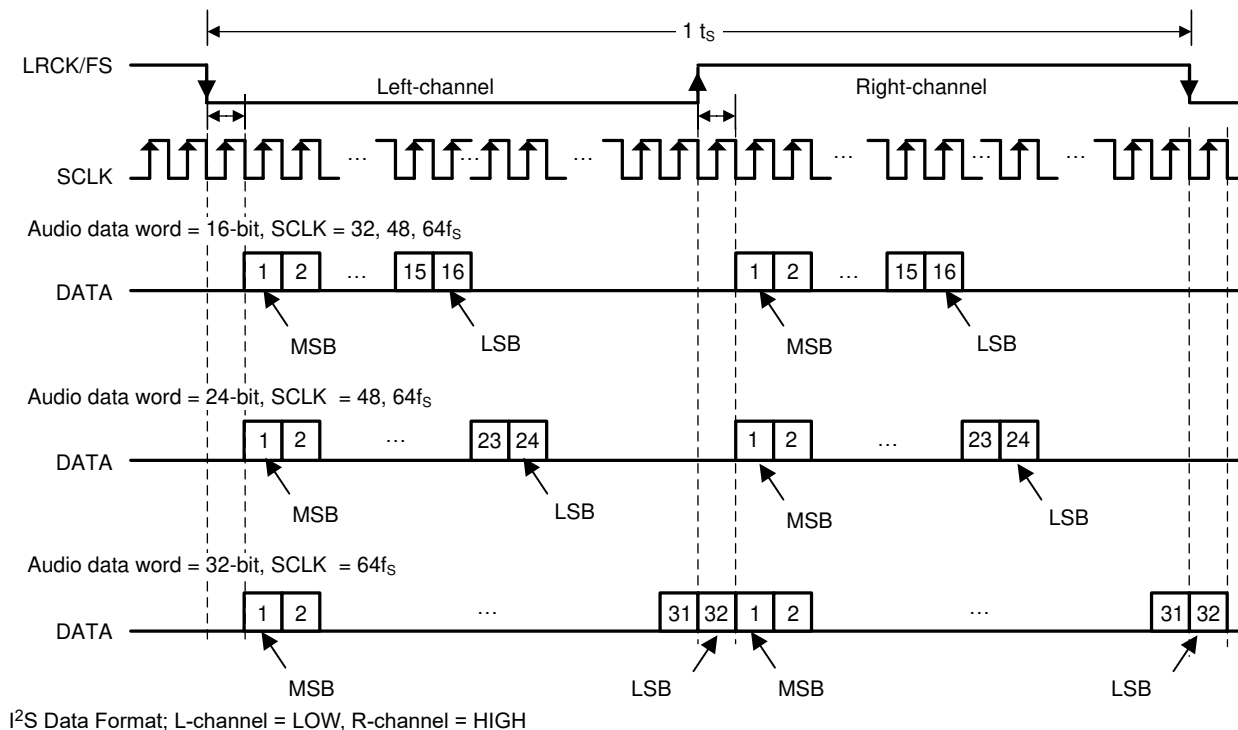 1 tS
LRCK/FS
Left-channel Right-channel
... ... ... ... ... ...
SCLK
Audio data word = 16-bit, SCLK = 32, 48, 64fS
DATA 1 2 ... 15 16 1 2 ... 15 16
MSB LSB MSB LSB
Audio data word = 24-bit, SCLK = 48, 64fS
DATA 1 2 ... 23 24 1 2 ... 23 24
MSB LSB MSB LSB
Audio data word = 32-bit, SCLK = 64fS
DATA 1 2 ... 31 32 1 2 ... 31 32
MSB LSB MSB LSB
I2S Data Format; L-channel = LOW, R-channel = HIGH